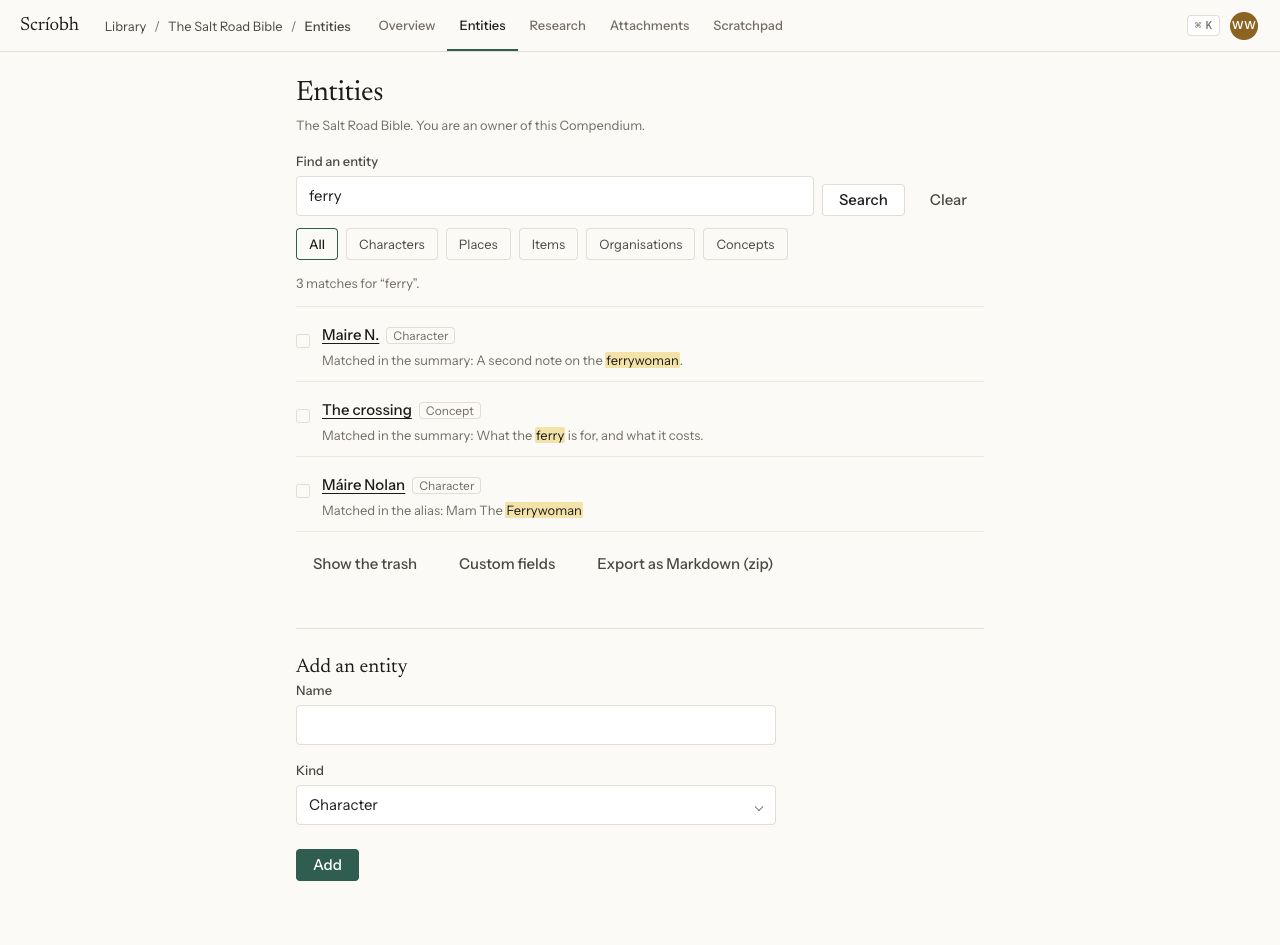 Scríobh Library / The Salt Road Bible / Entities Overview Entities Research Attachments Scratchpad ⌘ K WW
Entities
The Salt Road Bible. You are an owner of this Compendium.
Find an entity
ferry Search Clear
All Characters Places Items Organisations Concepts
3 matches for “ferry”.
Maire N. Character
Matched in the summary: A second note on the ferrywoman.
The crossing Concept
Matched in the summary: What the ferry is for, and what it costs.
Máire Nolan Character
Matched in the alias: Mam The Ferrywoman
Show the trash Custom fields Export as Markdown (zip)
Add an entity
Name
Kind
Character
Add